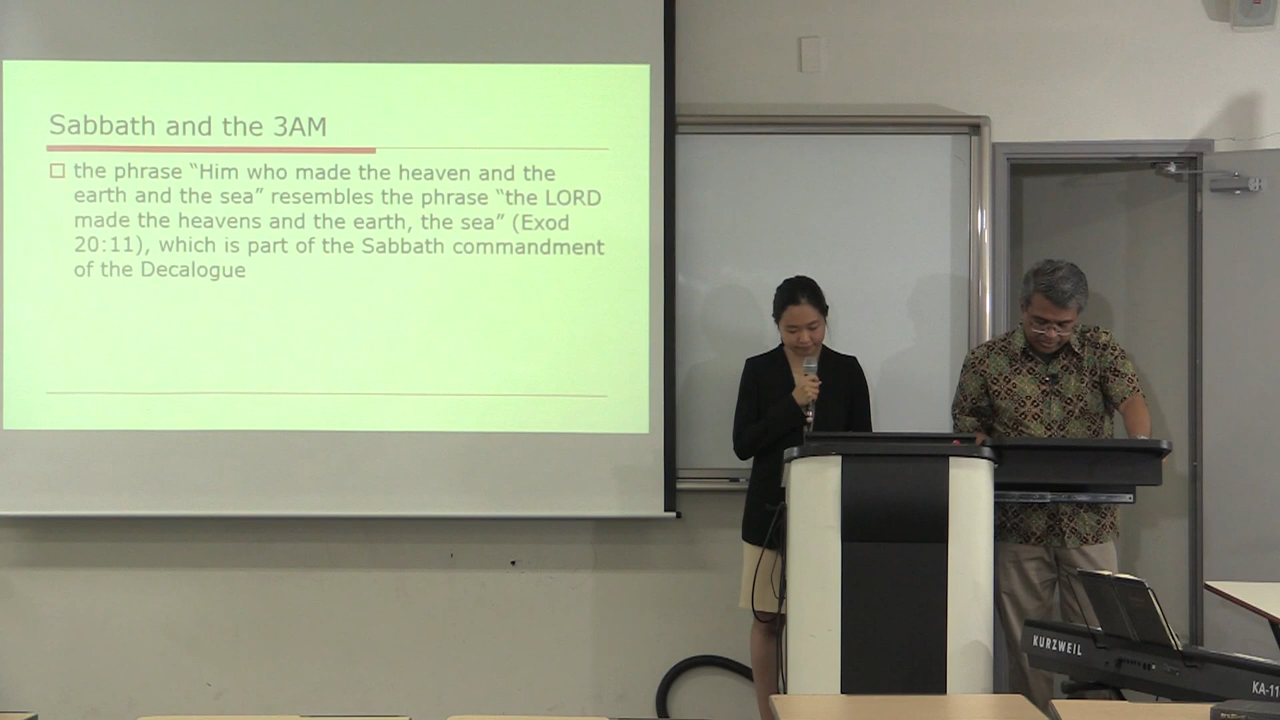 Sabbath and the 3AM
the phrase “Him who made the heaven and the
earth and the sea” resembles the phrase “the LORD
made the heavens and the earth, the sea” (Exod
20:11), which is part of the Sabbath commandment
of the Decalogue
KURZWEIL
KA-11